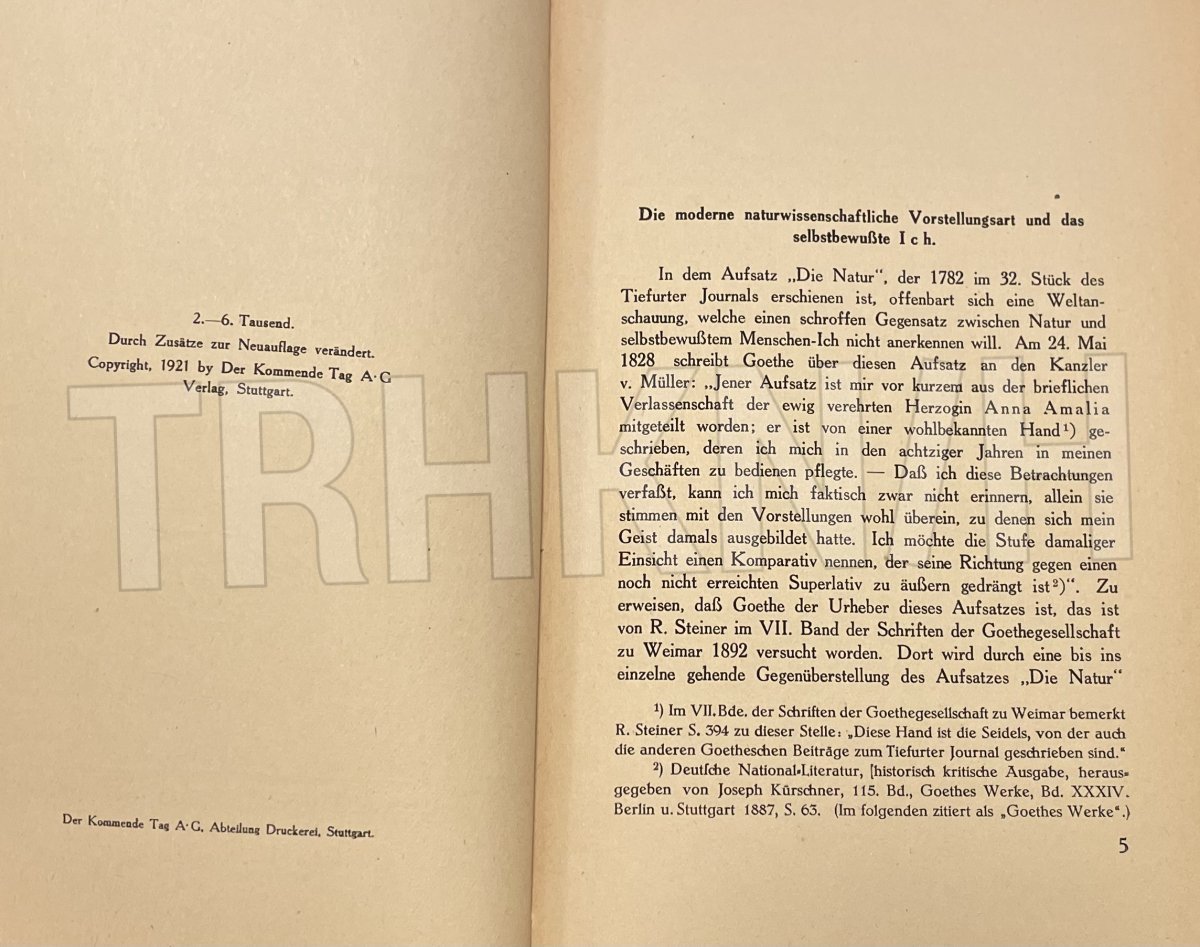 2.—6. Tausend.
Durch Zusätze zur Neuauflage verändert.
Copyright, 1921 by Der Kommende Tag A·G
Verlag, Stuttgart.
Der Kommende Tag A·G, Abteilung Druckerei, Stuttgart.
Die moderne naturwissenschaftliche Vorstellungsart und das
selbstbewußte I c h.
In dem Aufsatz „Die Natur“, der 1782 im 32. Stück des
Tiefurter Journals erschienen ist, offenbart sich eine Weltan-
schauung, welche einen schroffen Gegensatz zwischen Natur und
selbstbewußtem Menschen-Ich nicht anerkennen will. Am 24. Mai
1828 schreibt Goethe über diesen Aufsatz an den Kanzler
v. Müller: „Jener Aufsatz ist mir vor kurzem aus der brieflichen
Verlassenschaft der ewig verehrten Herzogin Anna Amalia
mitgeteilt worden; er ist von einer wohlbekannten Hand¹) ge-
schrieben, deren ich mich in den achtziger Jahren in meinen
Geschäften zu bedienen pflegte. — Daß ich diese Betrachtungen
verfaßt, kann ich mich faktisch zwar nicht erinnern, allein sie
stimmen mit den Vorstellungen wohl überein, zu denen sich mein
Geist damals ausgebildet hatte. Ich möchte die Stufe damaliger
Einsicht einen Komparativ nennen, der seine Richtung gegen einen
noch nicht erreichten Superlativ zu äußern gedrängt ist²)“. Zu
erweisen, daß Goethe der Urheber dieses Aufsatzes ist, das ist
von R. Steiner im VII. Band der Schriften der Goethegesellschaft
zu Weimar 1892 versucht worden. Dort wird durch eine bis ins
einzelne gehende Gegenüberstellung des Aufsatzes „Die Natur“
¹) Im VII. Bde. der Schriften der Goethegesellschaft zu Weimar bemerkt
R. Steiner S. 394 zu dieser Stelle: „Diese Hand ist die Seidels, von der auch
die anderen Goetheschen Beiträge zum Tiefurter Journal geschrieben sind.“
²) Deutsche National-Literatur, [historisch kritische Ausgabe, heraus-
gegeben von Joseph Kürschner, 115. Bd., Goethes Werke, Bd. XXXIV.
Berlin u. Stuttgart 1887, S. 63. (Im folgenden zitiert als „Goethes Werke“.)
5